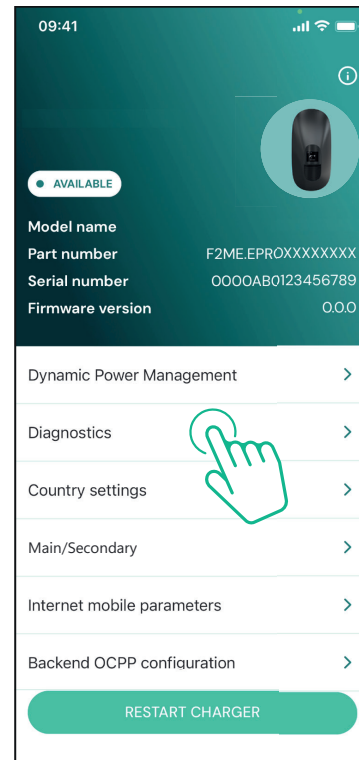 09:41
AVAILABLE
Model name
Part number F2ME.EPR0XXXXXXXX
Serial number 0000AB0123456789
Firmware version 0.0.0
Dynamic Power Management
Diagnostics
Country settings
Main/Secondary
Internet mobile parameters
Backend OCPP configuration
RESTART CHARGER